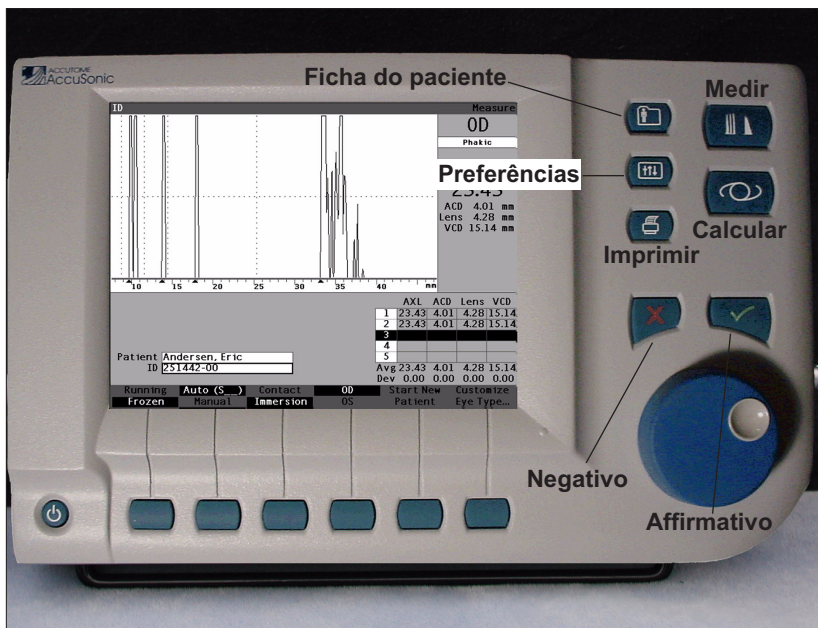 ACCUTOME
AccuSonic
Ficha do paciente
Medir
ID Measure
OD
Phakic
Preferências
23.43
ACD 4.01 mm
Lens 4.28 mm
VCD 15.14 mm
Calcular
Imprimir
10 15 20 25 30 35 40 mm
AXL ACD Lens VCD
1 23.43 4.01 4.28 15.14
2 23.43 4.01 4.28 15.14
3
4
5
Avg 23.43 4.01 4.28 15.14
Dev 0.00 0.00 0.00 0.00
Patient Andersen, Eric
ID 251442-00
Running Auto (S__) Contact OD Start New Customize
Frozen Manual Immersion OS Patient Eye Type...
Negativo
Affirmativo